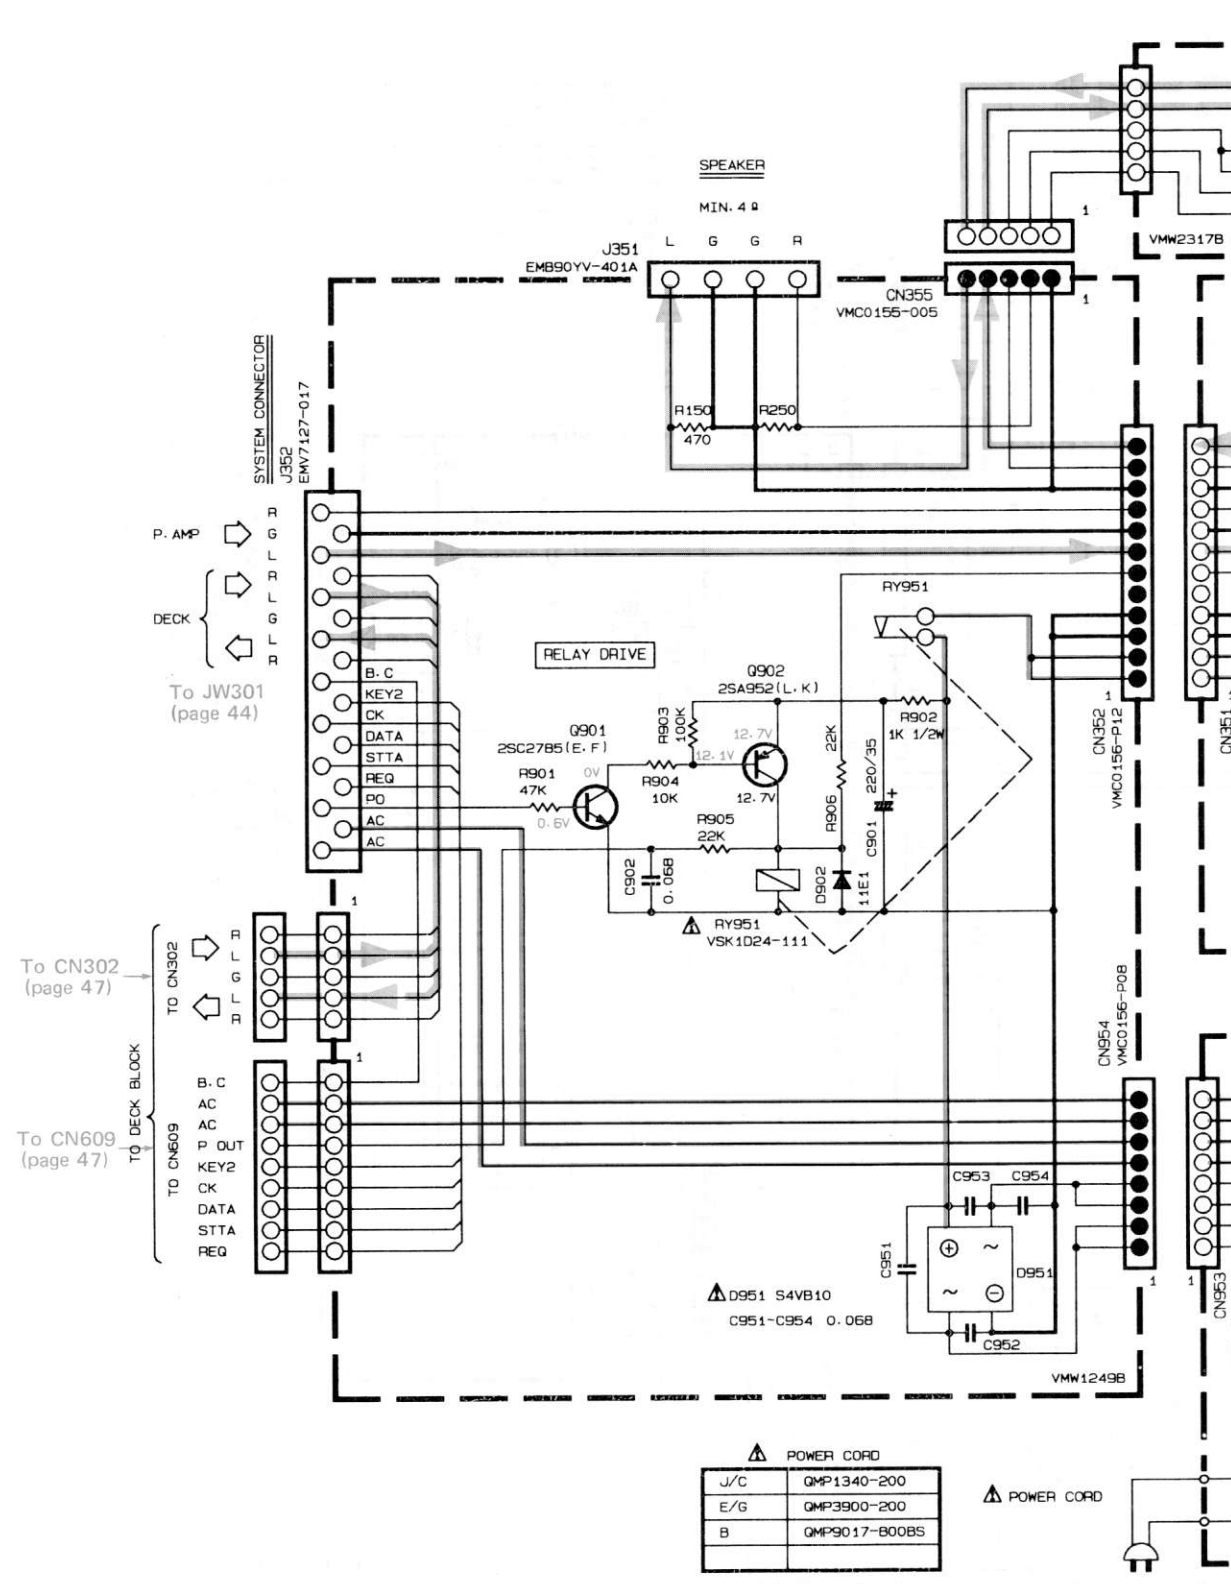 SPEAKER
MIN. 4 Ω
J351
EMB90YV-401A
L G G R
1
VMW2317B
CN355
VMC0155-005
1
SYSTEM CONNECTOR
J352
EMV7127-017
R150
470
R250
P. AMP
R
G
L
DECK
R
L
G
L
R
To JW301
(page 44)
B.C
KEY2
CK
DATA
STTA
REQ
PO
AC
AC
RELAY DRIVE
RY951
Q902
2SA952(L.K)
Q901
2SC2785(E.F)
R903
100K
12.7V
12.1V
R901
47K
0V
R904
10K
12.7V
0.6V
R905
22K
22K
R906
220/35
+
C901
R902
1K 1/2W
C902
0.068
D902
11E1
RY951
VSK1D24-111
1
CN352
VMC0156-P12
1
CN351
1
To CN302
(page 47)
TO CN302
R
L
G
L
R
1
TO DECK BLOCK
To CN609
(page 47)
TO CN609
B.C
AC
AC
P OUT
KEY2
CK
DATA
STTA
REQ
CN954
VMC0156-P08
C953 C954
C951
+ ~
D951
~ −
C952
D951 S4VB10
C951~C954 0.068
1
1
CN953
VMW1249B
POWER CORD
J/C QMP1340-200
E/G QMP3900-200
B QMP9017-800BS
POWER CORD